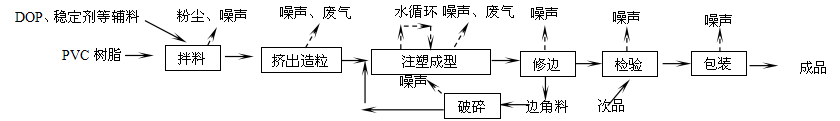 DOP、稳定剂等辅料
粉尘、噪声
噪声、废气
水循环
噪声、废气
噪声
噪声
噪声
PVC 树脂
拌料
挤出造粒
注塑成型
修边
检验
包装
成品
噪声
破碎
边角料
次品